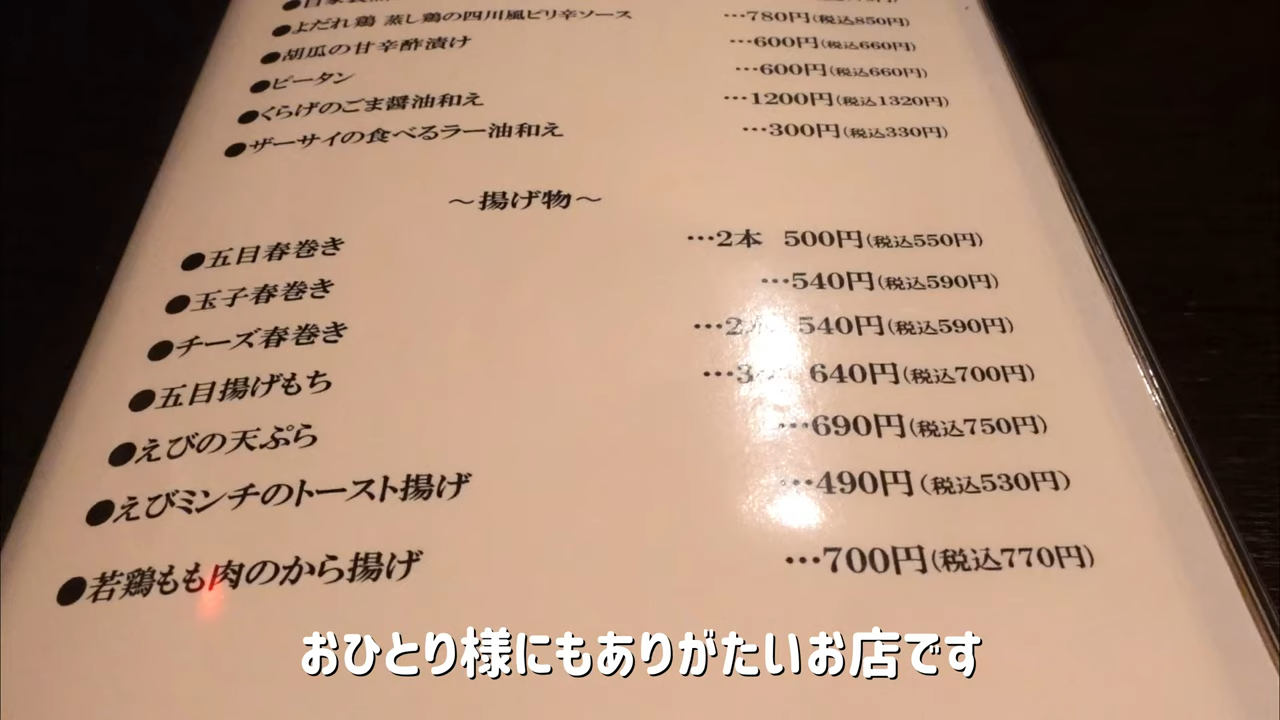 ●よだれ鶏 蒸し鶏の四川風ピリ辛ソース …780円(税込850円)
●胡瓜の甘辛酢漬け …600円(税込660円)
●ピータン …600円(税込660円)
●くらげのごま醤油和え …1200円(税込1320円)
●ザーサイの食べるラー油和え …300円(税込330円)
～揚げ物～
●五目春巻き …2本 500円(税込550円)
●玉子春巻き …540円(税込590円)
●チーズ春巻き …2 540円(税込590円)
●五目揚げもち …3 640円(税込700円)
●えびの天ぷら …690円(税込750円)
●えびミンチのトースト揚げ …490円(税込530円)
●若鶏もも肉のから揚げ …700円(税込770円)
おひとり様にもありがたいお店です